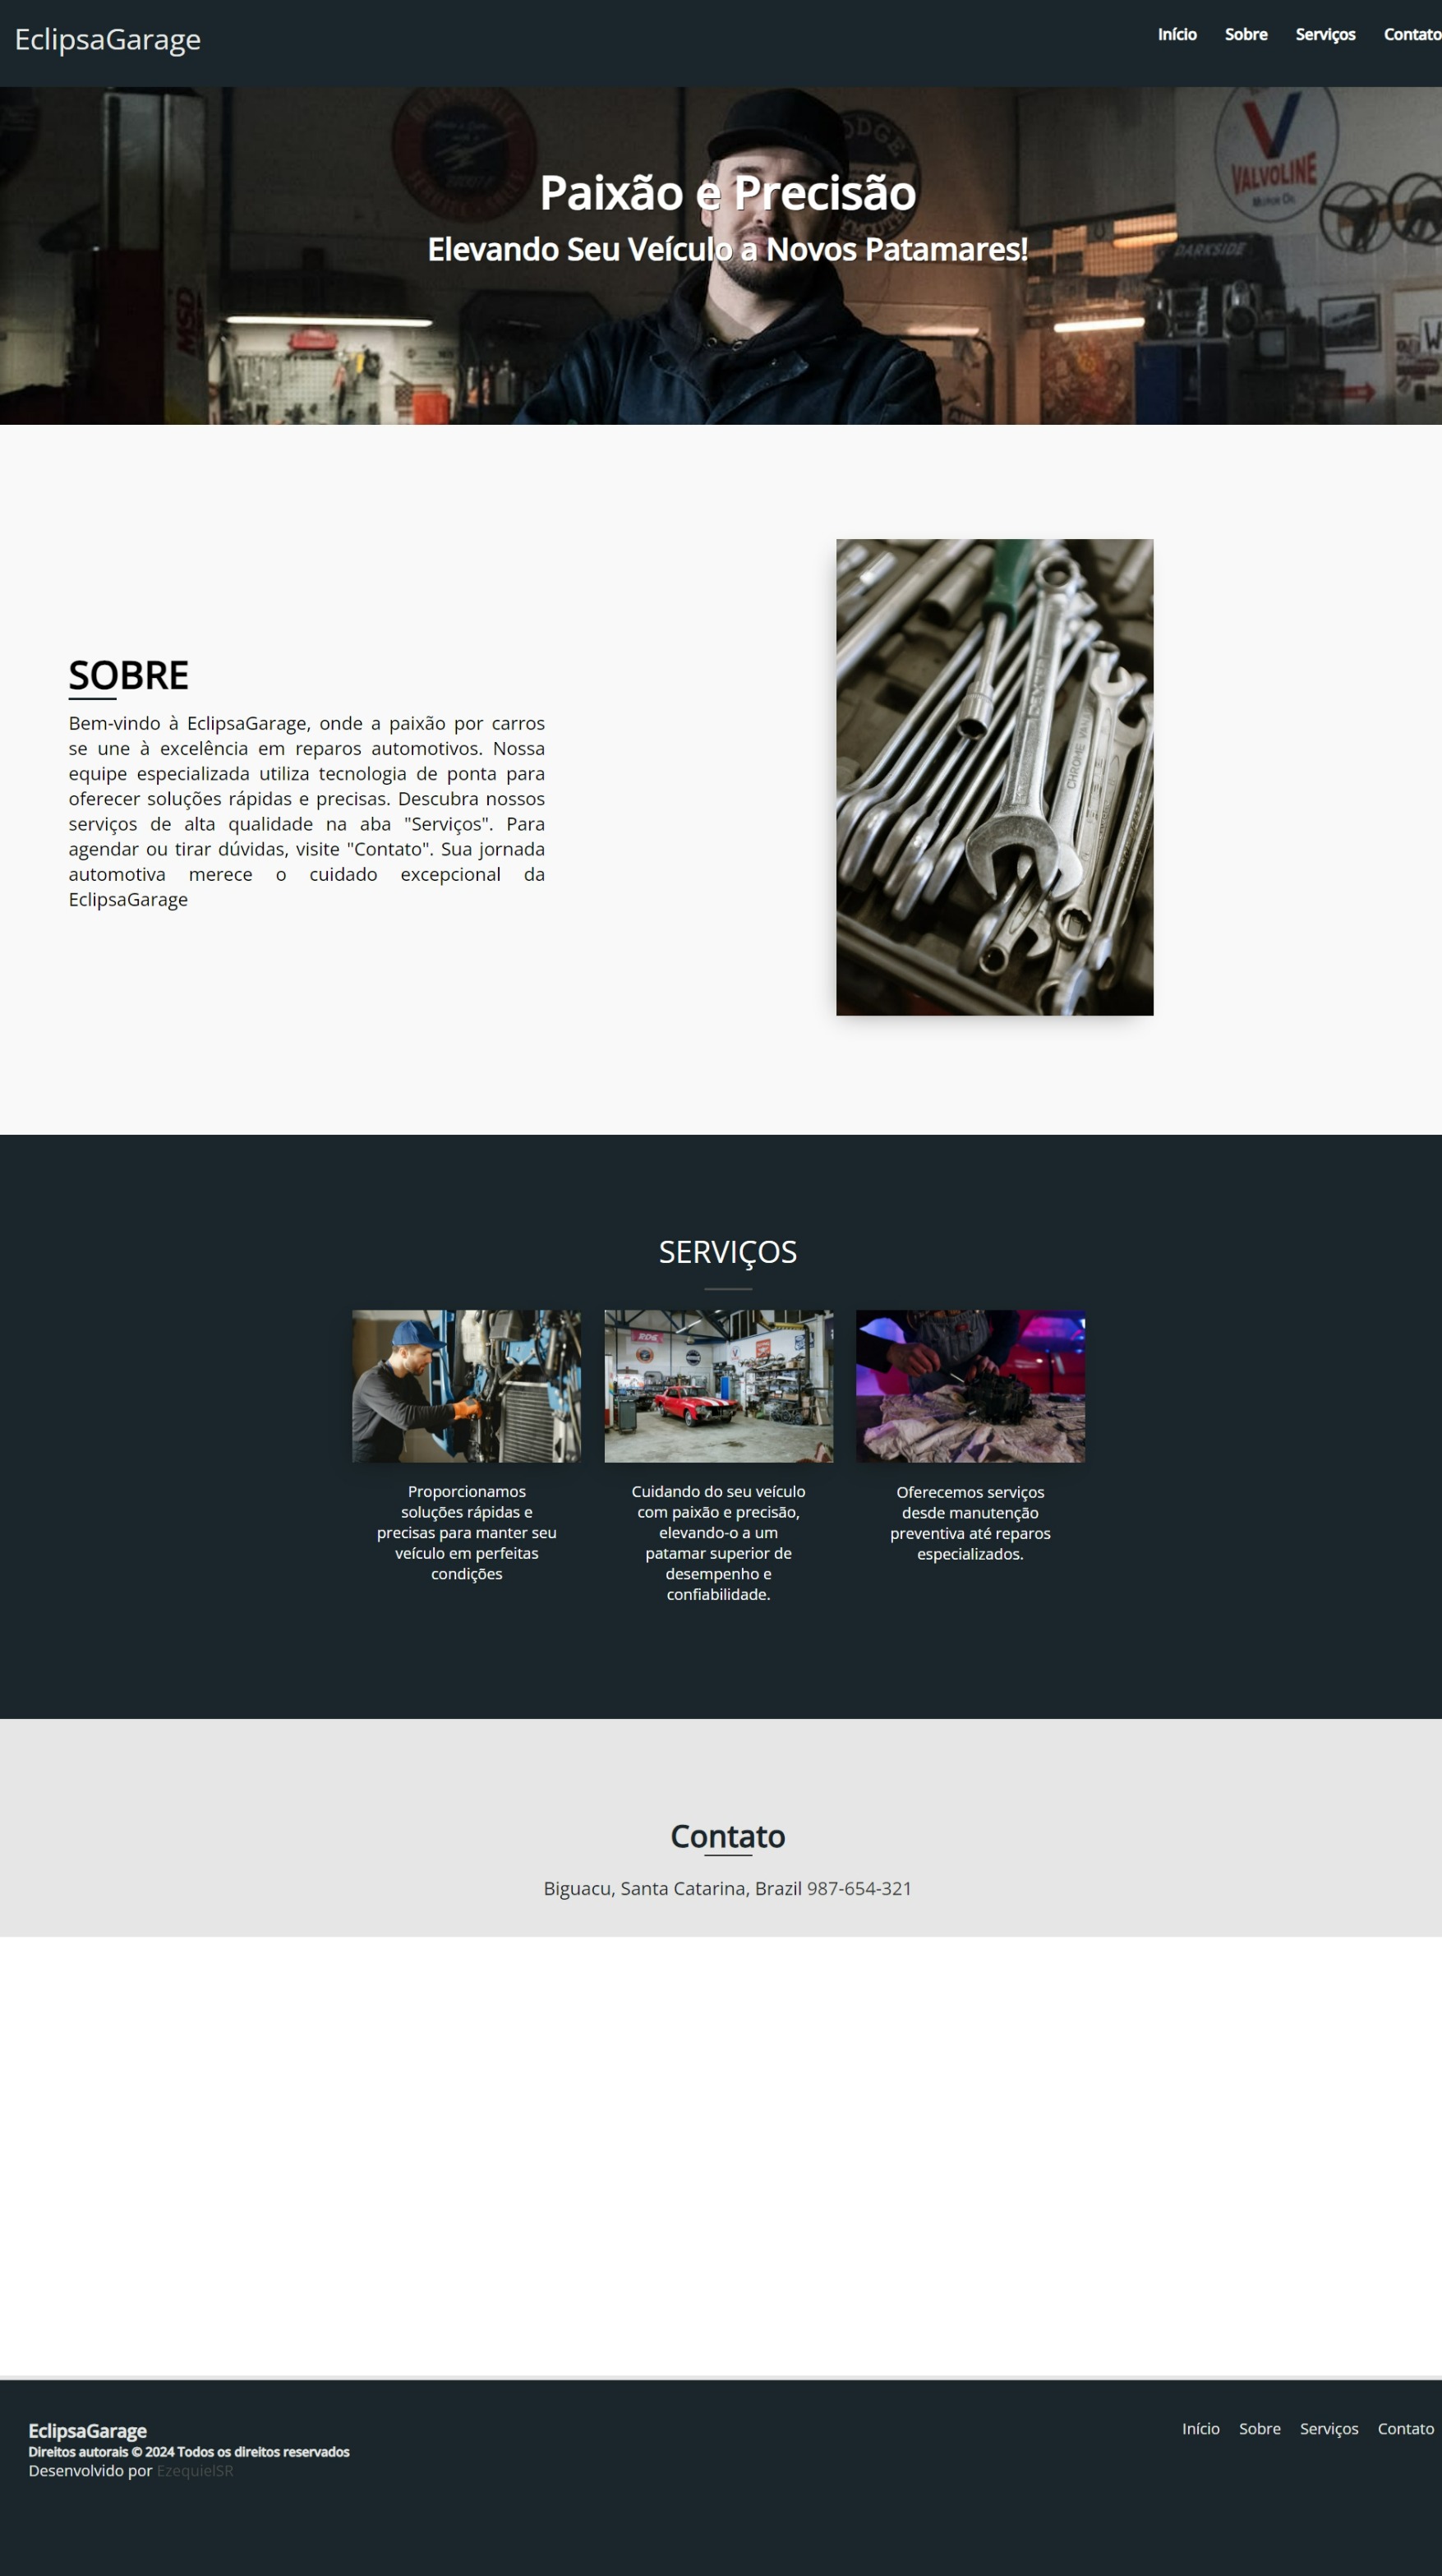 EclipsaGarage
Início Sobre Serviços Contato
VALVOLINE
DARKSIDE
MSD
Paixão e Precisão
Elevando Seu Veículo a Novos Patamares!
SOBRE
Bem-vindo à EclipsaGarage, onde a paixão por carros
se une à excelência em reparos automotivos. Nossa
equipe especializada utiliza tecnologia de ponta para
oferecer soluções rápidas e precisas. Descubra nossos
serviços de alta qualidade na aba "Serviços". Para
agendar ou tirar dúvidas, visite "Contato". Sua jornada
automotiva merece o cuidado excepcional da
EclipsaGarage
CHROME VAN
SERVIÇOS
Proporcionamos
soluções rápidas e
precisas para manter seu
veículo em perfeitas
condições
Cuidando do seu veículo
com paixão e precisão,
elevando-o a um
patamar superior de
desempenho e
confiabilidade.
Oferecemos serviços
desde manutenção
preventiva até reparos
especializados.
Contato
Biguacu, Santa Catarina, Brazil 987-654-321
EclipsaGarage
Direitos autorais © 2024 Todos os direitos reservados
Desenvolvido por EzequielSR
Início Sobre Serviços Contato